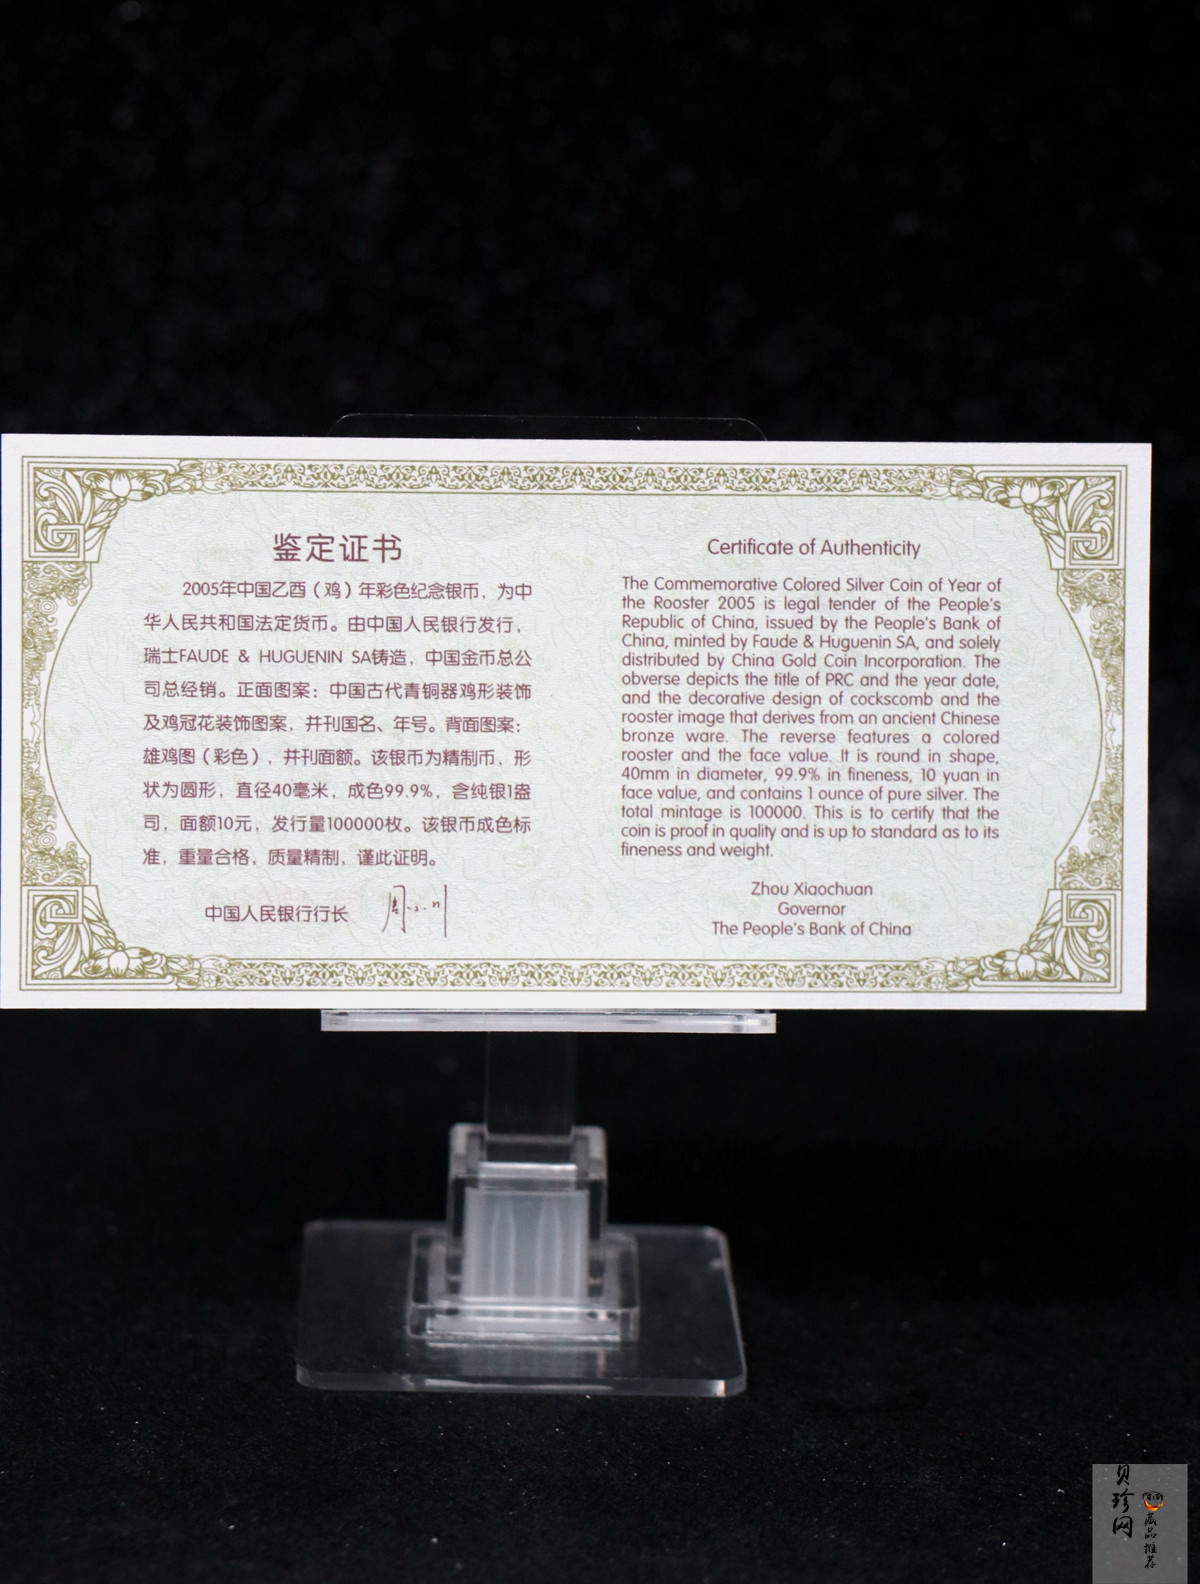 鉴定证书
2005年中国乙酉（鸡）年彩色纪念银币，为中
华人民共和国法定货币。由中国人民银行发行，
瑞士FAUDE & HUGUENIN SA铸造，中国金币总公
司总经销。正面图案：中国古代青铜器鸡形装饰
及鸡冠花装饰图案，并刊国名、年号。背面图案：
雄鸡图（彩色），并刊面额。该银币为精制币，形
状为圆形，直径40毫米，成色99.9%，含纯银1盎
司，面额10元，发行量100000枚。该银币成色标
准，重量合格，质量精制，谨此证明。
中国人民银行行长 周小川
Certificate of Authenticity
The Commemorative Colored Silver Coin of Year of
the Rooster 2005 is legal tender of the People's
Republic of China, issued by the People's Bank of
China, minted by Faude & Huguenin SA, and solely
distributed by China Gold Coin Incorporation. The
obverse depicts the title of PRC and the year date,
and the decorative design of cockscomb and the
rooster image that derives from an ancient Chinese
bronze ware. The reverse features a colored
rooster and the face value. It is round in shape,
40mm in diameter, 99.9% in fineness, 10 yuan in
face value, and contains 1 ounce of pure silver. The
total mintage is 100000. This is to certify that the
coin is proof in quality and is up to standard as to its
fineness and weight.
Zhou Xiaochuan
Governor
The People's Bank of China
贝珍网
藏品推荐